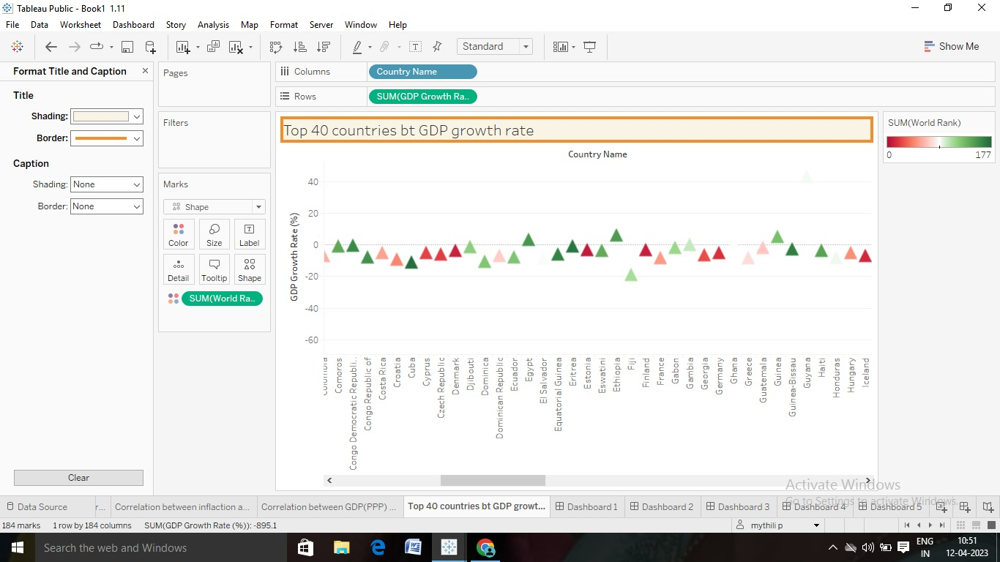 Tableau Public - Book1 1.11
File Data Worksheet Dashboard Story Analysis Map Format Server Window Help
Standard
Show Me
Format Title and Caption
Title
Shading:
Border:
Caption
Shading: None
Border: None
Clear
Pages
Filters
Marks
Shape
Color Size Label
Detail Tooltip Shape
SUM(World Ra..
Columns Country Name
Rows SUM(GDP Growth Ra..
Top 40 countries bt GDP growth rate
Country Name
GDP Growth Rate (%)
40
20
0
-20
-40
-60
Colombia
Comoros
Congo Democratic Republi..
Congo Republic of
Costa Rica
Croatia
Cuba
Cyprus
Czech Republic
Denmark
Djibouti
Dominica
Dominican Republic
Ecuador
Egypt
El Salvador
Equatorial Guinea
Eritrea
Estonia
Eswatini
Ethiopia
Fiji
Finland
France
Gabon
Gambia
Georgia
Germany
Ghana
Greece
Guatemala
Guinea
Guinea-Bissau
Guyana
Haiti
Honduras
Hungary
Iceland
SUM(World Rank)
0 177
Activate Windows
Go to Settings to activate Windows.
Data Source r... Correlation between inflaction a... Correlation between GDP(PPP) ... Top 40 countries bt GDP growt... Dashboard 1 Dashboard 2 Dashboard 3 Dashboard 4 Dashboard 5
184 marks 1 row by 184 columns SUM(GDP Growth Rate (%)): -895.1 mythili p
Search the web and Windows
ENG
IN
10:51
12-04-2023